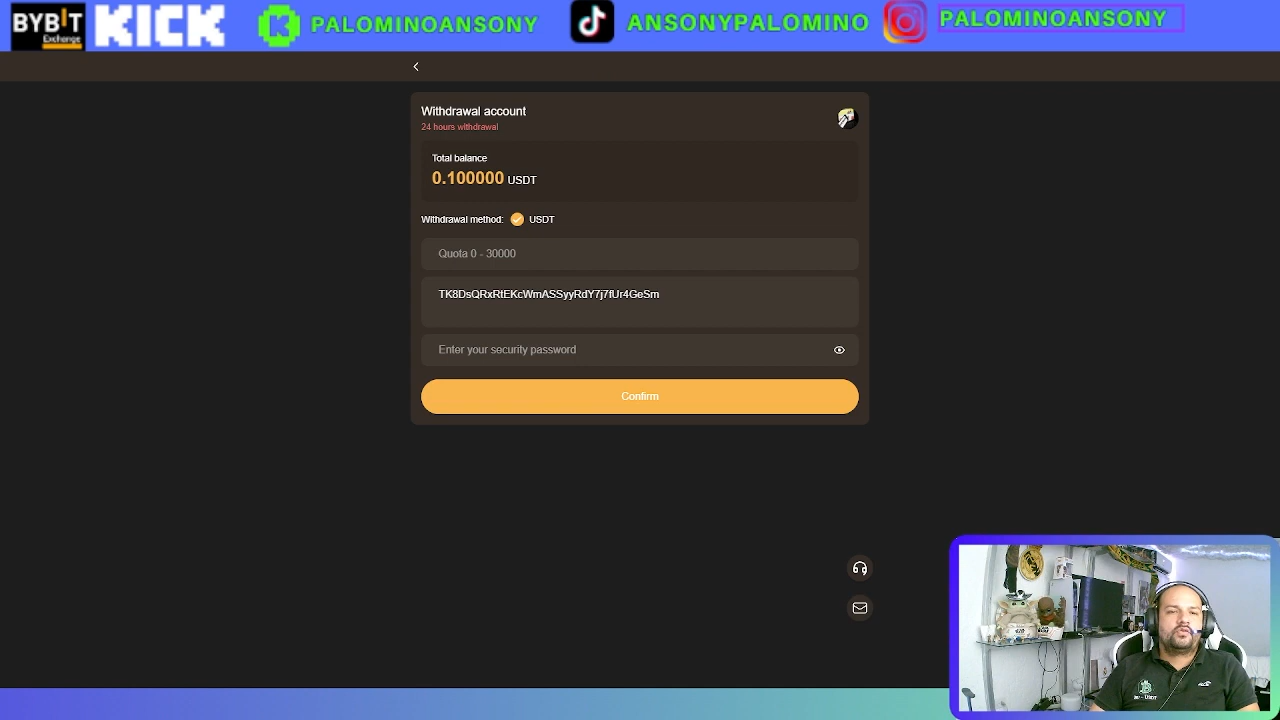 BYBIT
Exchange
KICK
PALOMINOANSONY
ANSONYPALOMINO
PALOMINOANSONY
Withdrawal account
24 hours withdrawal
Total balance
0.100000 USDT
Withdrawal method: USDT
Quota 0 - 30000
TK8DsQRxRtEKcWmASSyyRdY7j7fUr4GeSm
Enter your security password
Confirm